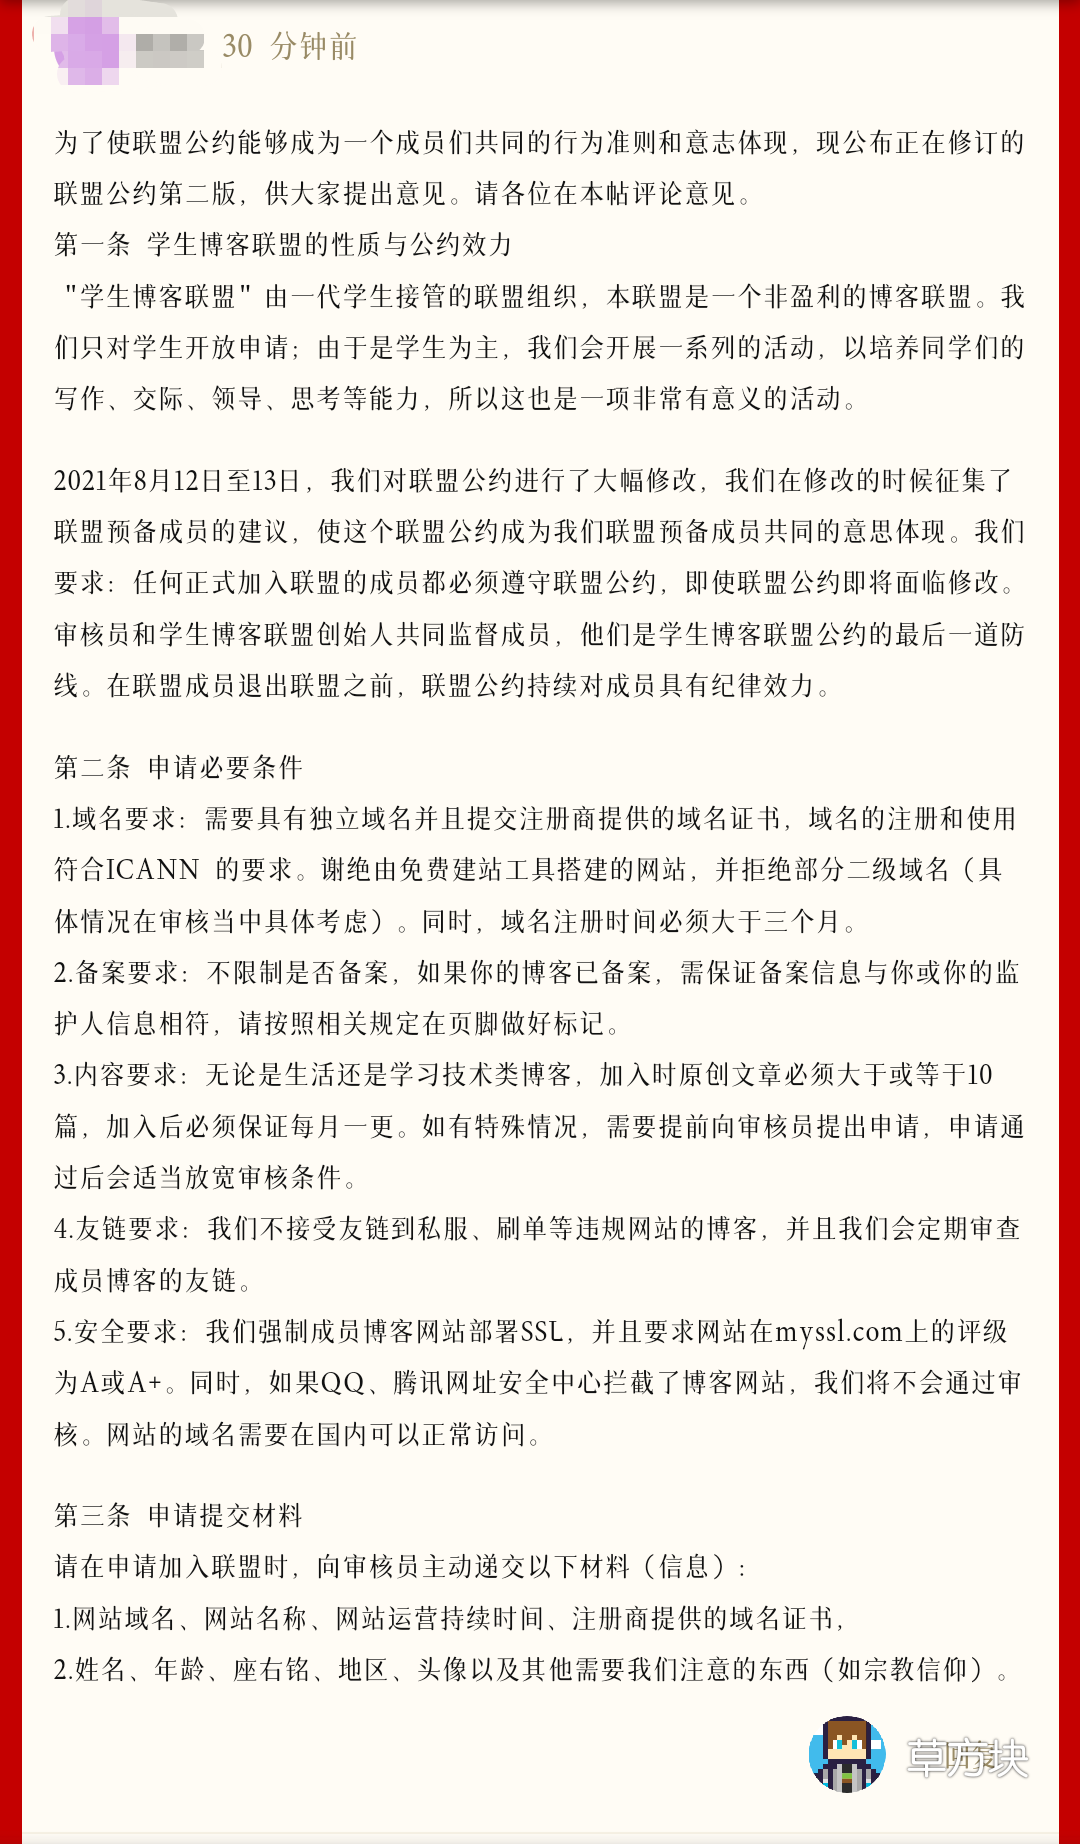 30 分钟前
为了使联盟公约能够成为一个成员们共同的行为准则和意志体现，现公布正在修订的
联盟公约第二版，供大家提出意见。请各位在本帖评论意见。
第一条 学生博客联盟的性质与公约效力
"学生博客联盟" 由一代学生接管的联盟组织，本联盟是一个非盈利的博客联盟。我
们只对学生开放申请；由于是学生为主，我们会开展一系列的活动，以培养同学们的
写作、交际、领导、思考等能力，所以这也是一项非常有意义的活动。
2021年8月12日至13日，我们对联盟公约进行了大幅修改，我们在修改的时候征集了
联盟预备成员的建议，使这个联盟公约成为我们联盟预备成员共同的意思体现。我们
要求：任何正式加入联盟的成员都必须遵守联盟公约，即使联盟公约即将面临修改。
审核员和学生博客联盟创始人共同监督成员，他们是学生博客联盟公约的最后一道防
线。在联盟成员退出联盟之前，联盟公约持续对成员具有纪律效力。
第二条 申请必要条件
1.域名要求：需要具有独立域名并且提交注册商提供的域名证书，域名的注册和使用
符合ICANN 的要求。谢绝由免费建站工具搭建的网站，并拒绝部分二级域名（具
体情况在审核当中具体考虑）。同时，域名注册时间必须大于三个月。
2.备案要求：不限制是否备案，如果你的博客已备案，需保证备案信息与你或你的监
护人信息相符，请按照相关规定在页脚做好标记。
3.内容要求：无论是生活还是学习技术类博客，加入时原创文章必须大于或等于10
篇，加入后必须保证每月一更。如有特殊情况，需要提前向审核员提出申请，申请通
过后会适当放宽审核条件。
4.友链要求：我们不接受友链到私服、刷单等违规网站的博客，并且我们会定期审查
成员博客的友链。
5.安全要求：我们强制成员博客网站部署SSL，并且要求网站在myssl.com上的评级
为A或A+。同时，如果QQ、腾讯网址安全中心拦截了博客网站，我们将不会通过审
核。网站的域名需要在国内可以正常访问。
第三条 申请提交材料
请在申请加入联盟时，向审核员主动递交以下材料（信息）：
1.网站域名、网站名称、网站运营持续时间、注册商提供的域名证书，
2.姓名、年龄、座右铭、地区、头像以及其他需要我们注意的东西（如宗教信仰）。
草方块